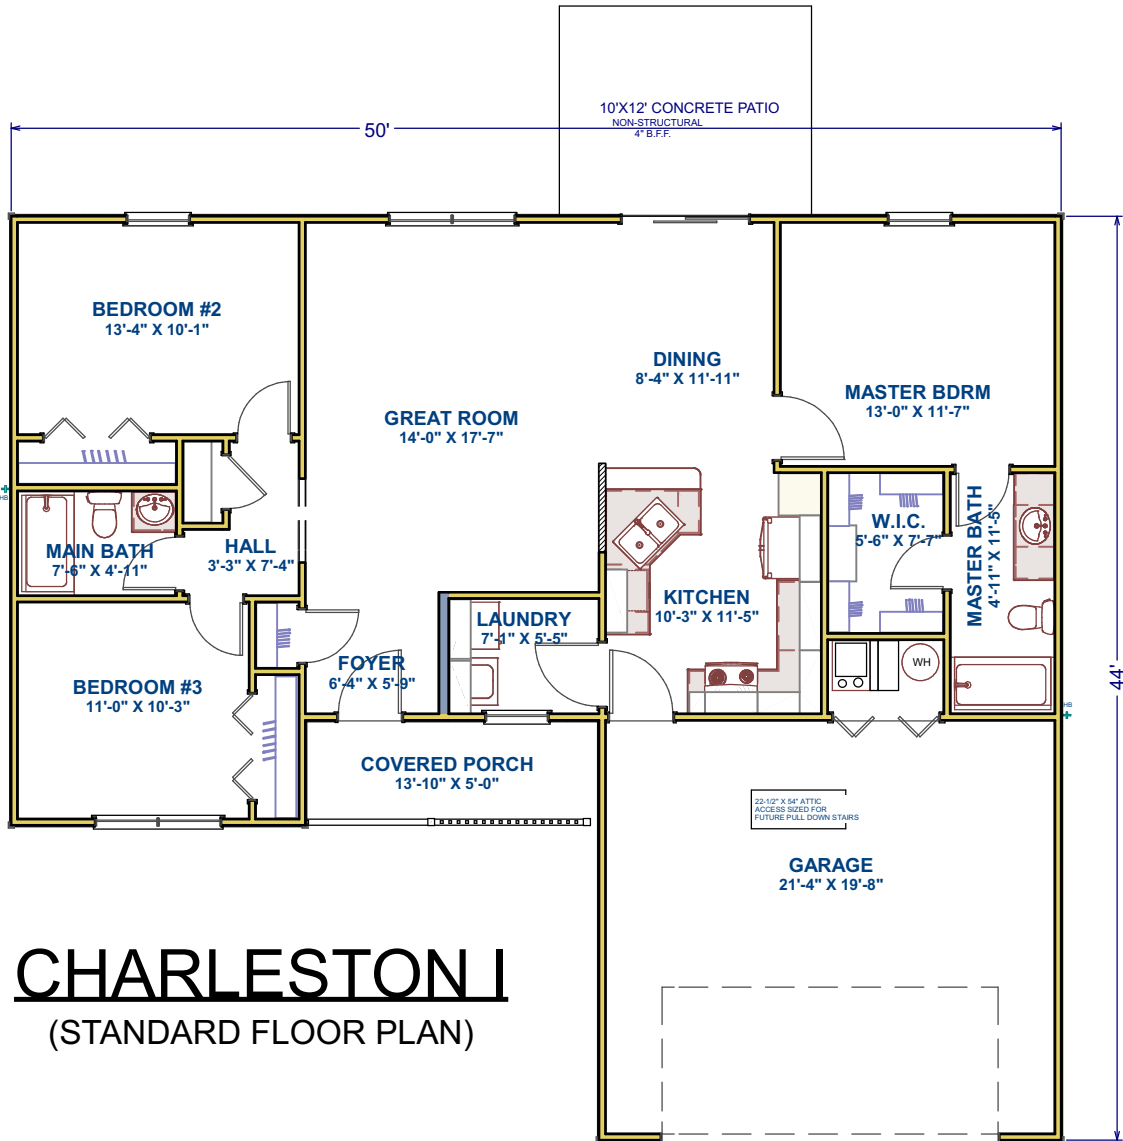 10'X12' CONCRETE PATIO
NON-STRUCTURAL
4" B.F.F.
50'
BEDROOM #2
13'-4" X 10'-1"
DINING
8'-4" X 11'-11"
MASTER BDRM
13'-0" X 11'-7"
GREAT ROOM
14'-0" X 17'-7"
HB
MAIN BATH
7'-6" X 4'-11"
HALL
3'-3" X 7'-4"
W.I.C.
5'-6" X 7'-7"
MASTER BATH
4'-11" X 11'-5"
KITCHEN
10'-3" X 11'-5"
LAUNDRY
7'-1" X 5'-5"
FOYER
6'-4" X 5'-9"
WH
BEDROOM #3
11'-0" X 10'-3"
44'
HB
COVERED PORCH
13'-10" X 5'-0"
22-1/2" X 54" ATTIC
ACCESS SIZED FOR
FUTURE PULL DOWN STAIRS
GARAGE
21'-4" X 19'-8"
CHARLESTON I
(STANDARD FLOOR PLAN)